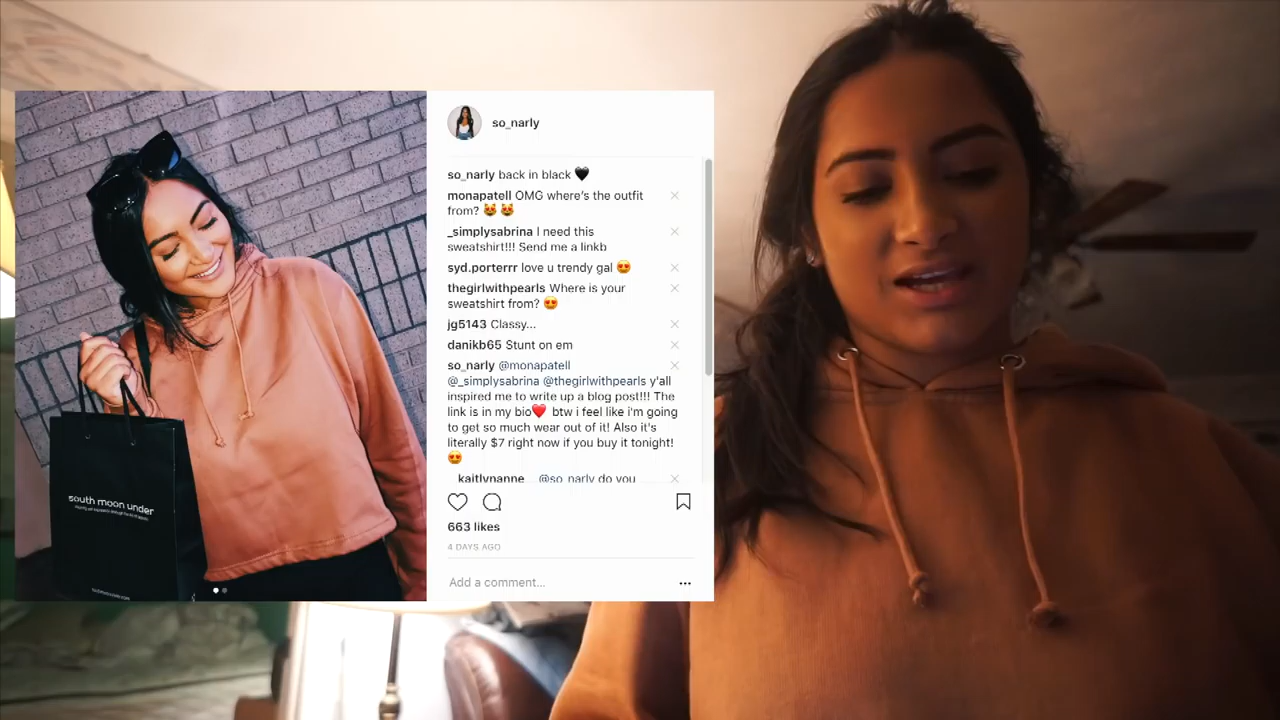 so_narly
so_narly back in black 🖤
monapatell OMG where's the outfit
from? 😻 😻
_simplysabrina I need this
sweatshirt!!! Send me a linkb
syd.porterrr love u trendy gal 😍
thegirlwithpearls Where is your
sweatshirt from? 😍
jg5143 Classy...
danikb65 Stunt on em
so_narly @monapatell
@_simplysabrina @thegirlwithpearls y'all
inspired me to write up a blog post!!! The
link is in my bio❤️ btw i feel like i'm going
to get so much wear out of it! Also it's
literally $7 right now if you buy it tonight!
😍
__kaitlynanne__ @so_narly do you
663 likes
4 DAYS AGO
Add a comment...
south moon under